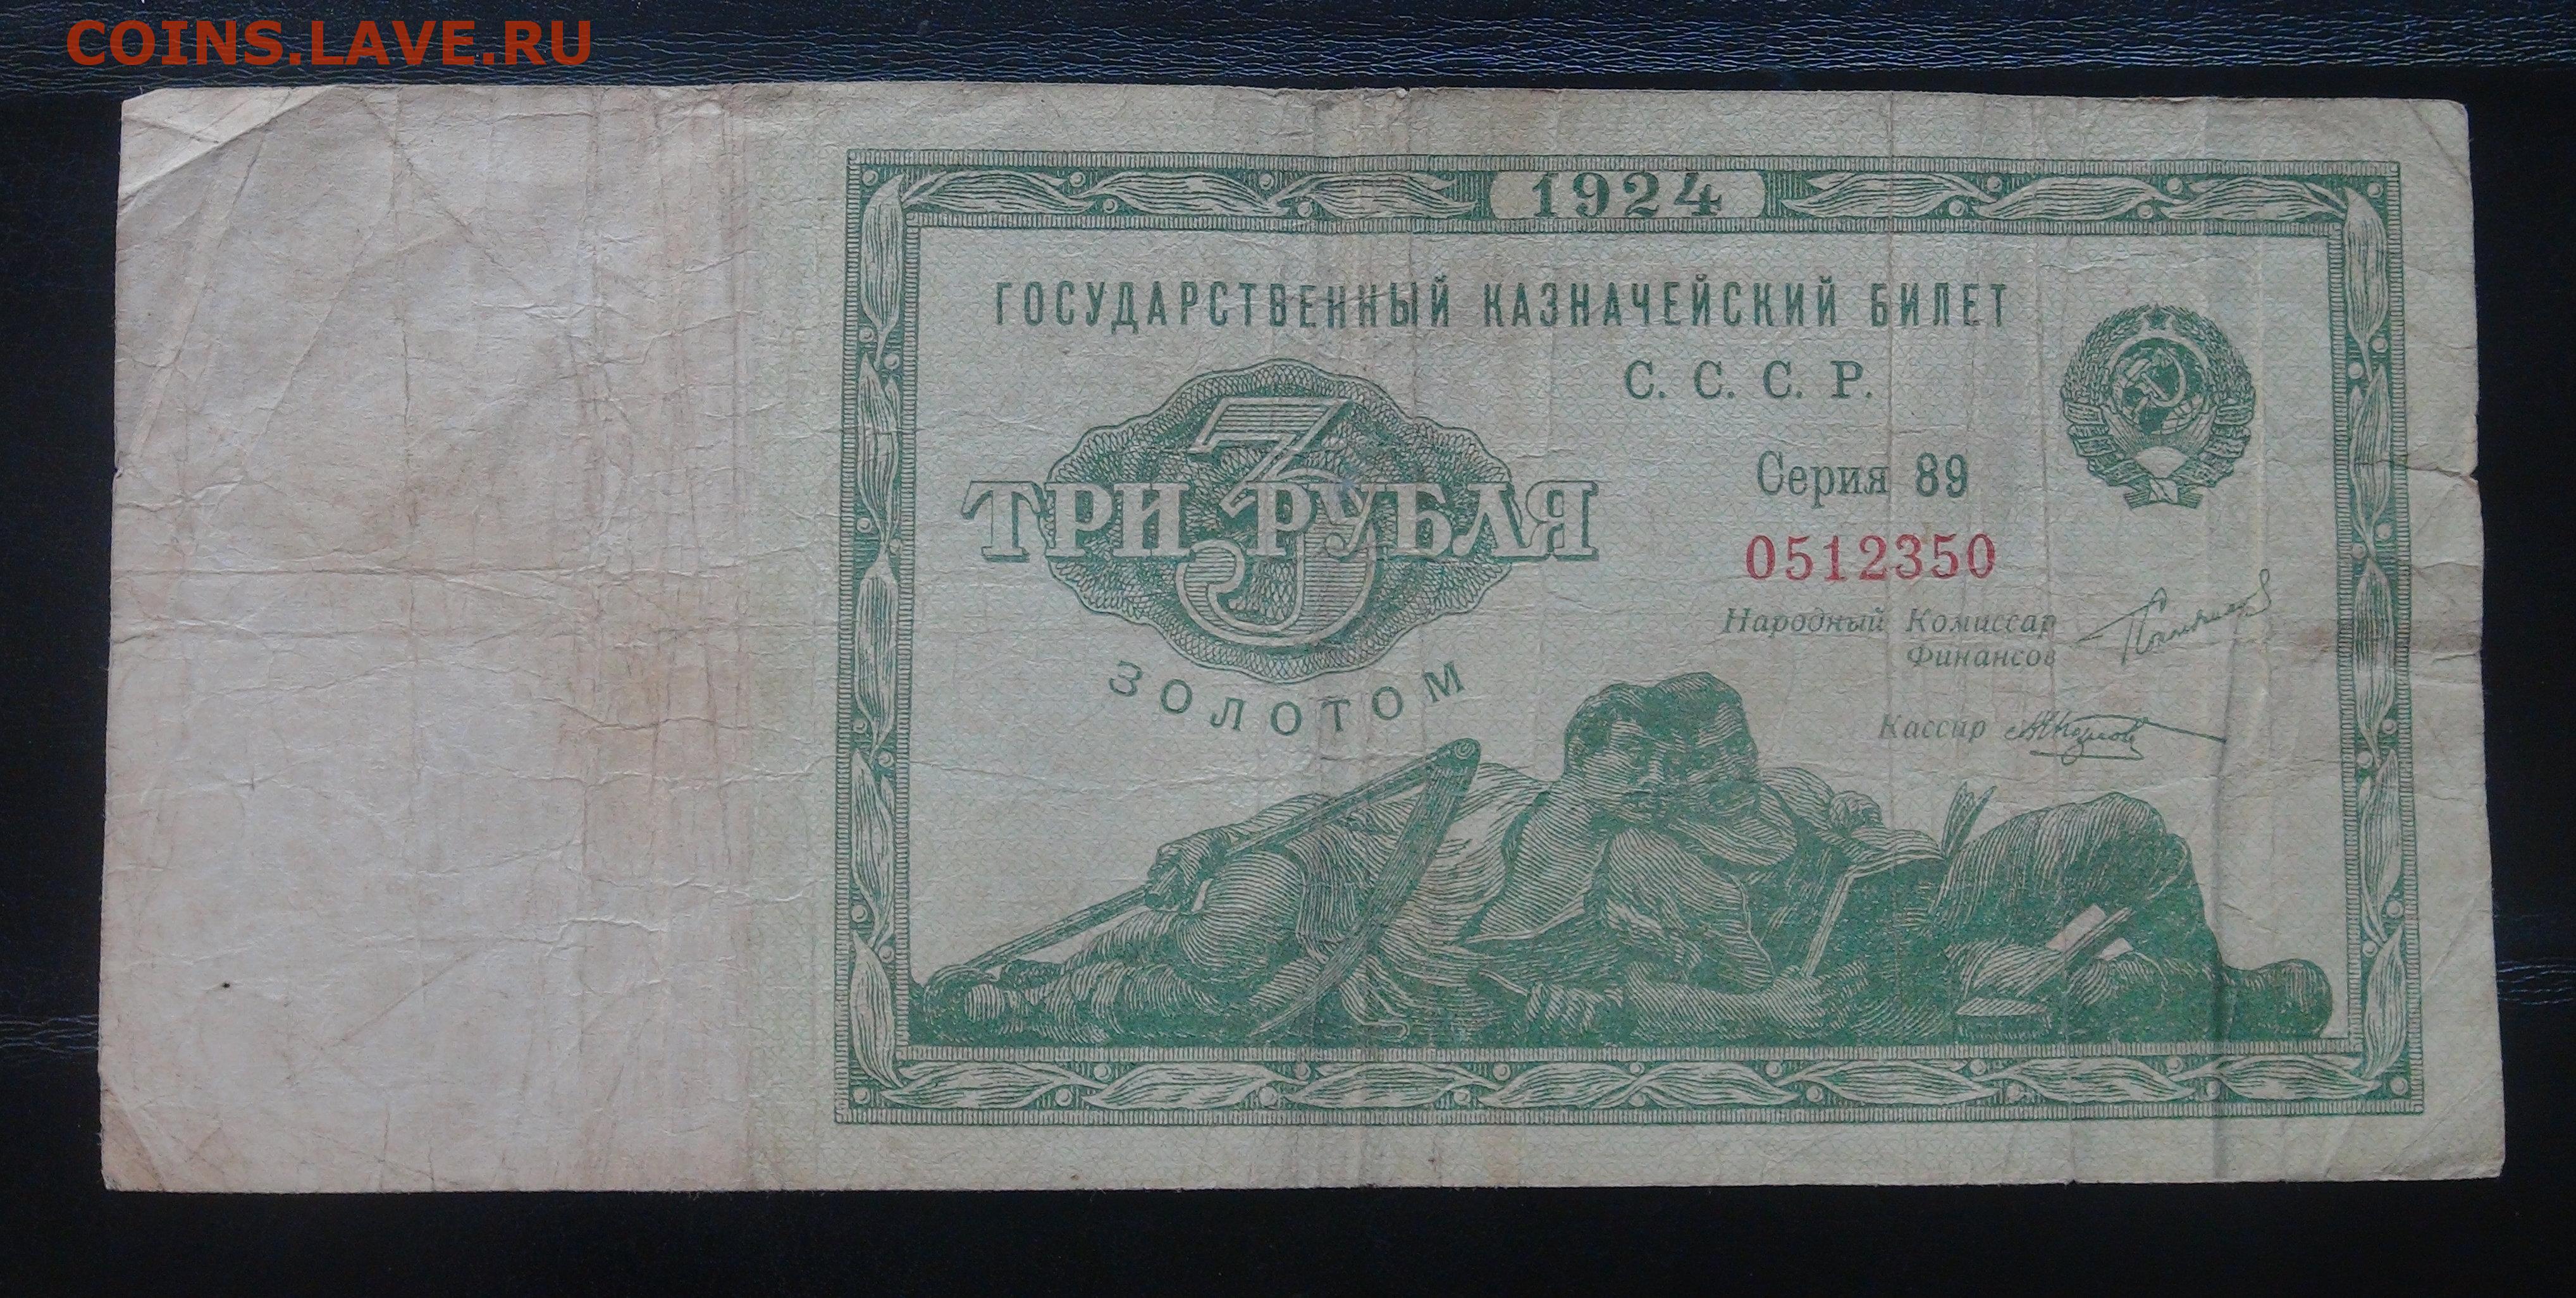 COINS.LAVE.RU
1924
ГОСУДАРСТВЕННЫЙ КАЗНАЧЕЙСКИЙ БИЛЕТ
С. С. С. Р.
3
ТРИ РУБЛЯ
ЗОЛОТОМ
Серия 89
0512350
Народный Комиссар
Финансов
Кассир